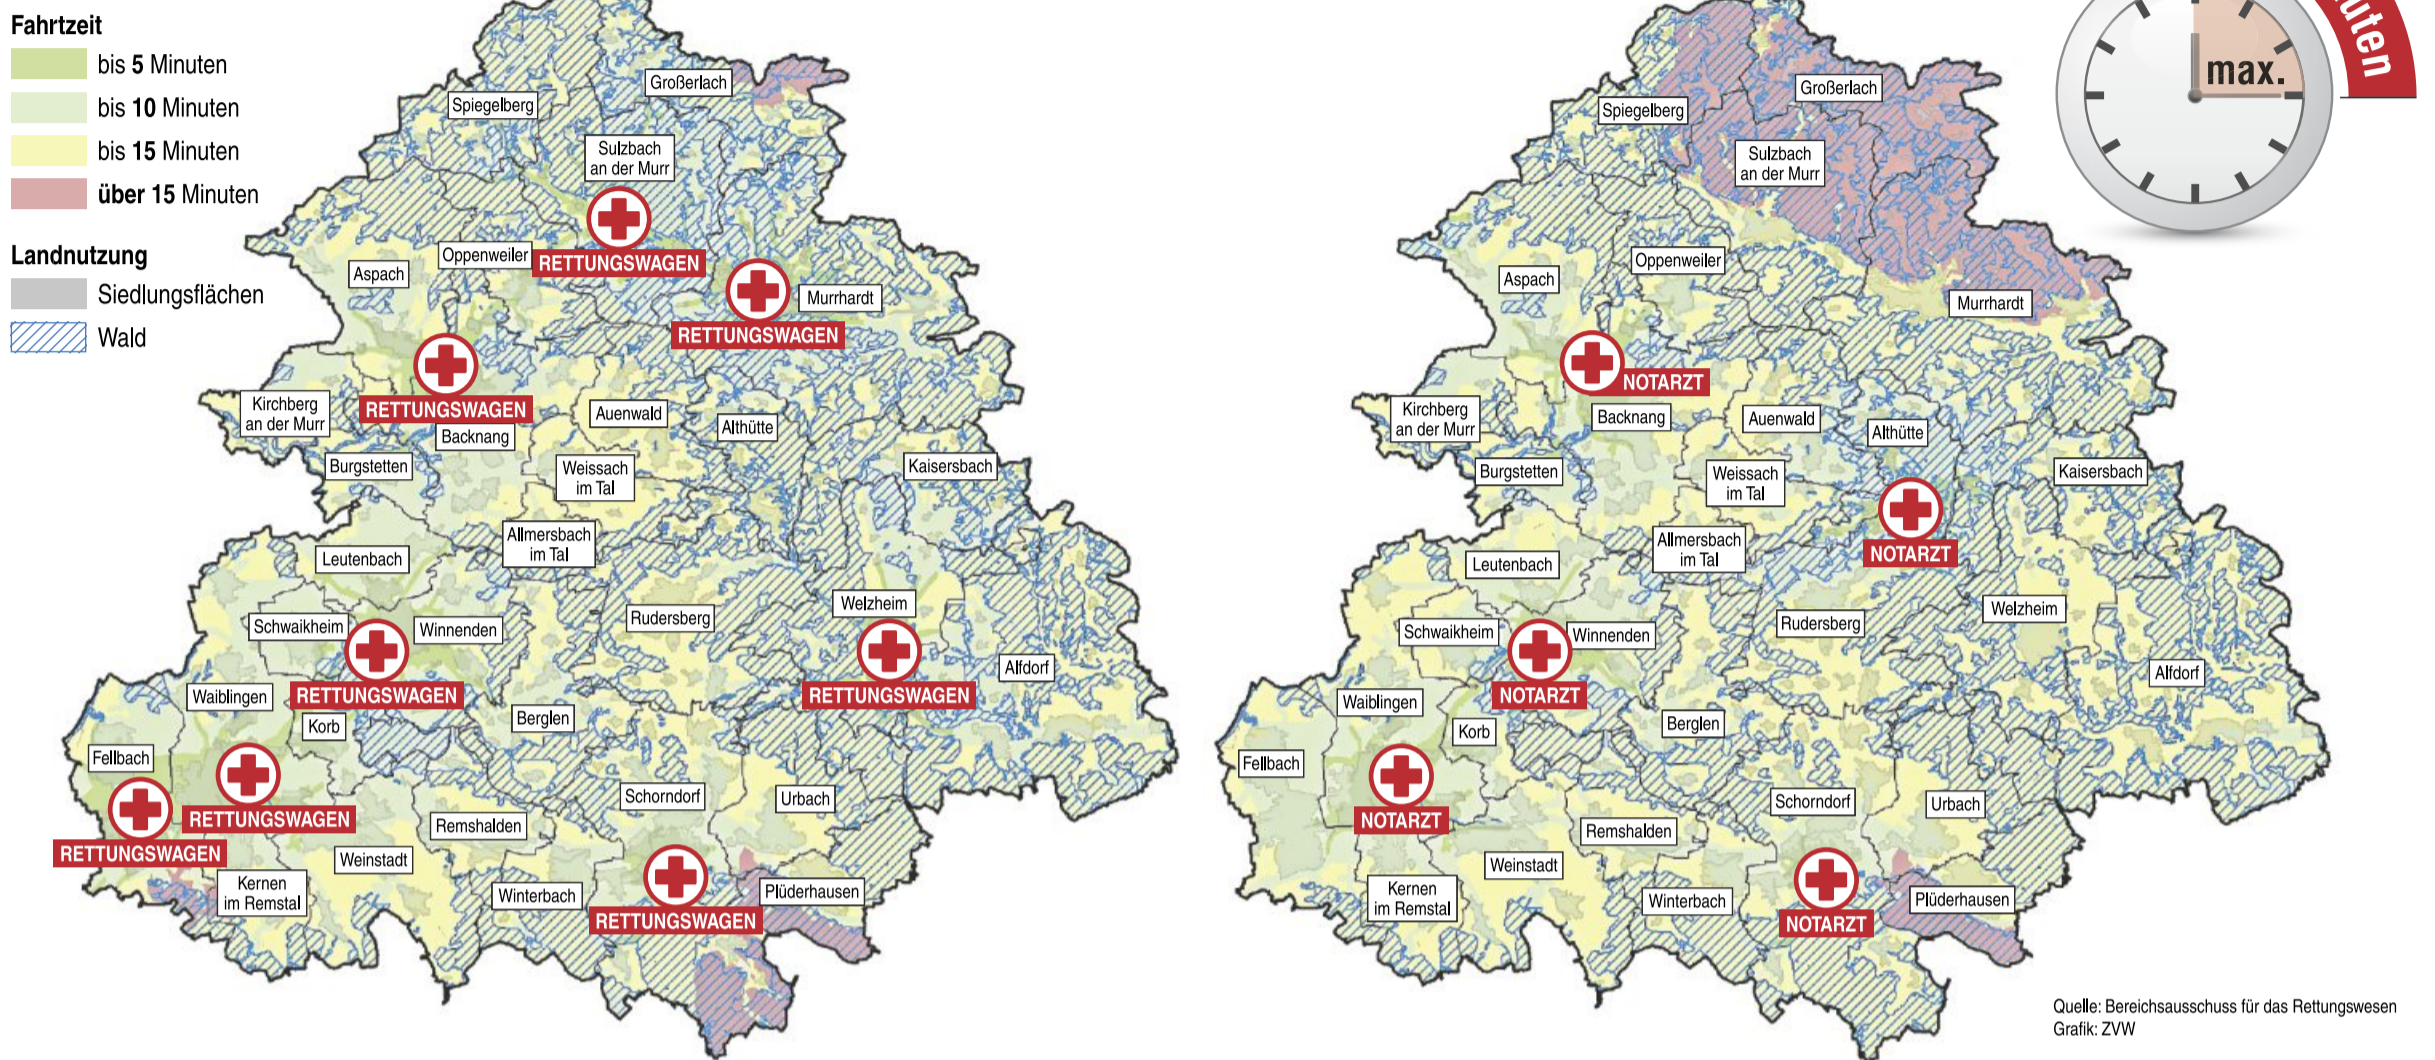 Fahrtzeit
bis 5 Minuten
bis 10 Minuten
bis 15 Minuten
über 15 Minuten
Landnutzung
Siedlungsflächen
Wald
Großerlach
Spiegelberg
Sulzbach
an der Murr
Oppenweiler
RETTUNGSWAGEN
Aspach
Murrhardt
RETTUNGSWAGEN
RETTUNGSWAGEN
Kirchberg
an der Murr
Auenwald
Althütte
Backnang
Burgstetten
Weissach
im Tal
Kaisersbach
Allmersbach
im Tal
Leutenbach
Welzheim
Rudersberg
Schwaikheim
Winnenden
Alfdorf
RETTUNGSWAGEN
RETTUNGSWAGEN
Waiblingen
Korb
Berglen
Fellbach
Schorndorf
Urbach
RETTUNGSWAGEN
Remshalden
RETTUNGSWAGEN
Weinstadt
Kernen
im Remstal
Winterbach
Plüderhausen
RETTUNGSWAGEN
Großerlach
Spiegelberg
Sulzbach
an der Murr
Oppenweiler
Aspach
Murrhardt
NOTARZT
Kirchberg
an der Murr
Backnang
Auenwald
Althütte
Burgstetten
Weissach
im Tal
Kaisersbach
Allmersbach
im Tal
NOTARZT
Leutenbach
Welzheim
Rudersberg
Schwaikheim
Winnenden
Alfdorf
NOTARZT
Waiblingen
Korb
Berglen
Fellbach
Schorndorf
Urbach
NOTARZT
Remshalden
Weinstadt
Kernen
im Remstal
Winterbach
Plüderhausen
NOTARZT
max.
uten
Quelle: Bereichsausschuss für das Rettungswesen
Grafik: ZVW